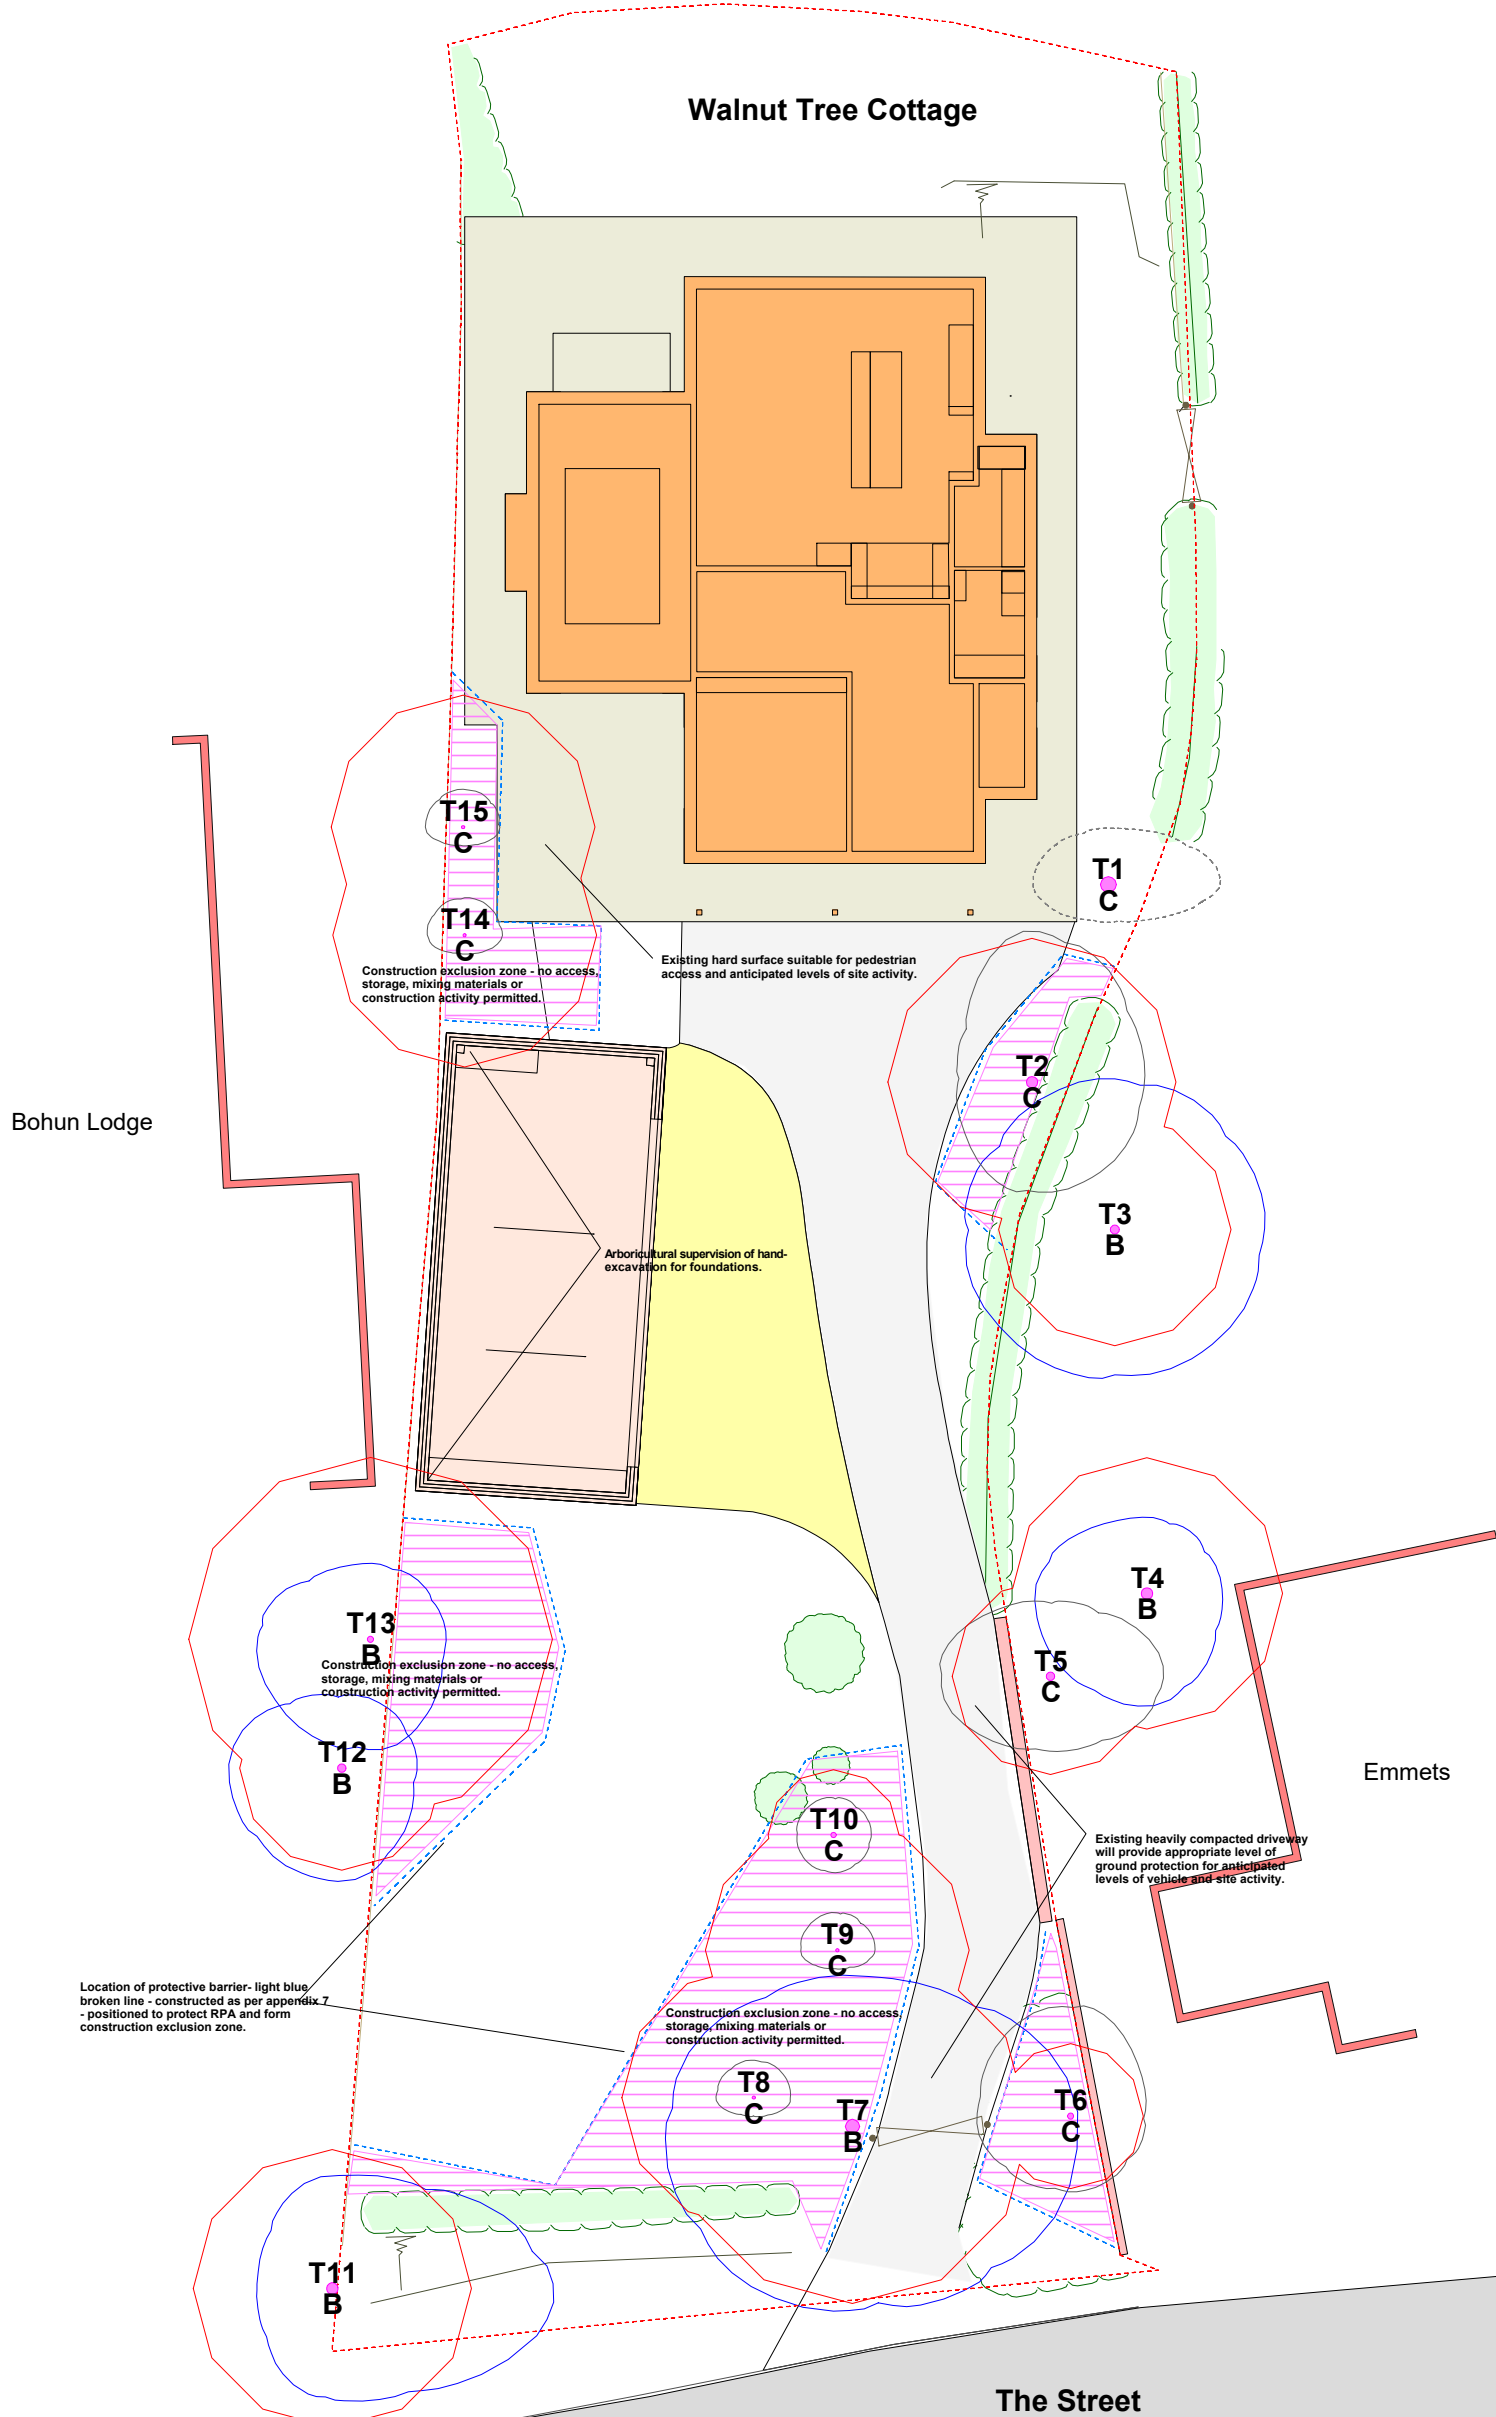 Walnut Tree Cottage
T15
C
T1
C
T14
C
Construction exclusion zone - no access,
storage, mixing materials or
construction activity permitted.
Existing hard surface suitable for pedestrian
access and anticipated levels of site activity.
T2
C
Bohun Lodge
T3
B
Arboricultural supervision of hand-
excavation for foundations.
T4
B
T13
B
Construction exclusion zone - no access,
storage, mixing materials or
construction activity permitted.
T5
C
T12
B
Emmets
T10
C
Existing heavily compacted driveway
will provide appropriate level of
ground protection for anticipated
levels of vehicle and site activity.
T9
C
Location of protective barrier- light blue
broken line - constructed as per appendix 7
- positioned to protect RPA and form
construction exclusion zone.
Construction exclusion zone - no access,
storage, mixing materials or
construction activity permitted.
T8
C
T7
B
T6
C
T11
B
The Street